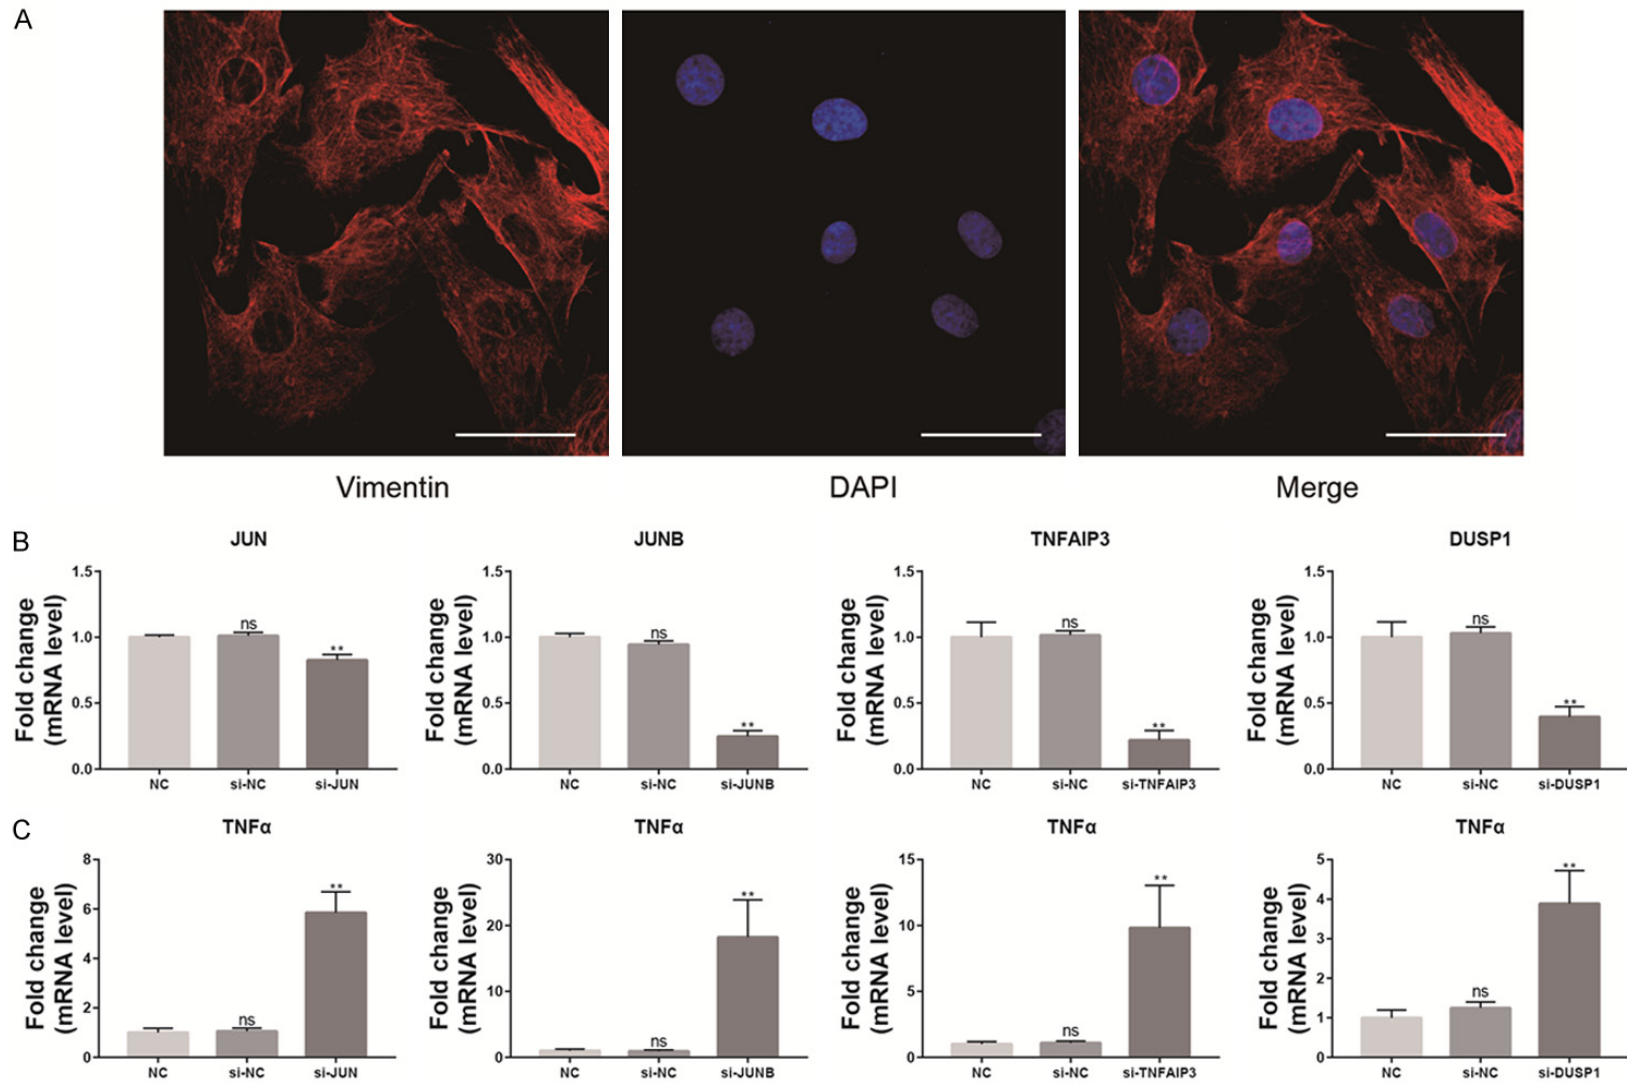 A
Vimentin DAPI Merge
B
JUN JUNB TNFAIP3 DUSP1
Fold change
(mRNA level)
1.5
1.0
0.5
0.0
ns
**
NC si-NC si-JUN
Fold change
(mRNA level)
1.5
1.0
0.5
0.0
ns
**
NC si-NC si-JUNB
Fold change
(mRNA level)
1.5
1.0
0.5
0.0
ns
**
NC si-NC si-TNFAIP3
Fold change
(mRNA level)
1.5
1.0
0.5
0.0
ns
**
NC si-NC si-DUSP1
C
TNFα TNFα TNFα TNFα
Fold change
(mRNA level)
8
6
4
2
0
ns
**
NC si-NC si-JUN
Fold change
(mRNA level)
30
20
10
0
ns
**
NC si-NC si-JUNB
Fold change
(mRNA level)
15
10
5
0
ns
**
NC si-NC si-TNFAIP3
Fold change
(mRNA level)
5
4
3
2
1
0
ns
**
NC si-NC si-DUSP1